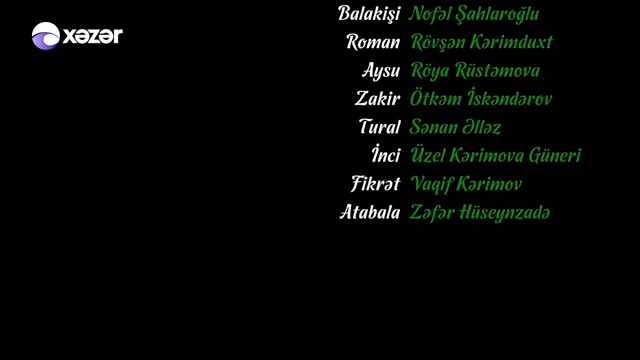 xəzər
Balakişi Nofəl Şahlaroğlu
Roman Rövşən Kərimduxt
Aysu Röya Rüstəmova
Zakir Ötkəm İskəndərov
Tural Sənan Əlləz
İnci Üzel Kərimova Güneri
Fikrət Vaqif Kərimov
Atabala Zəfər Hüseynzadə